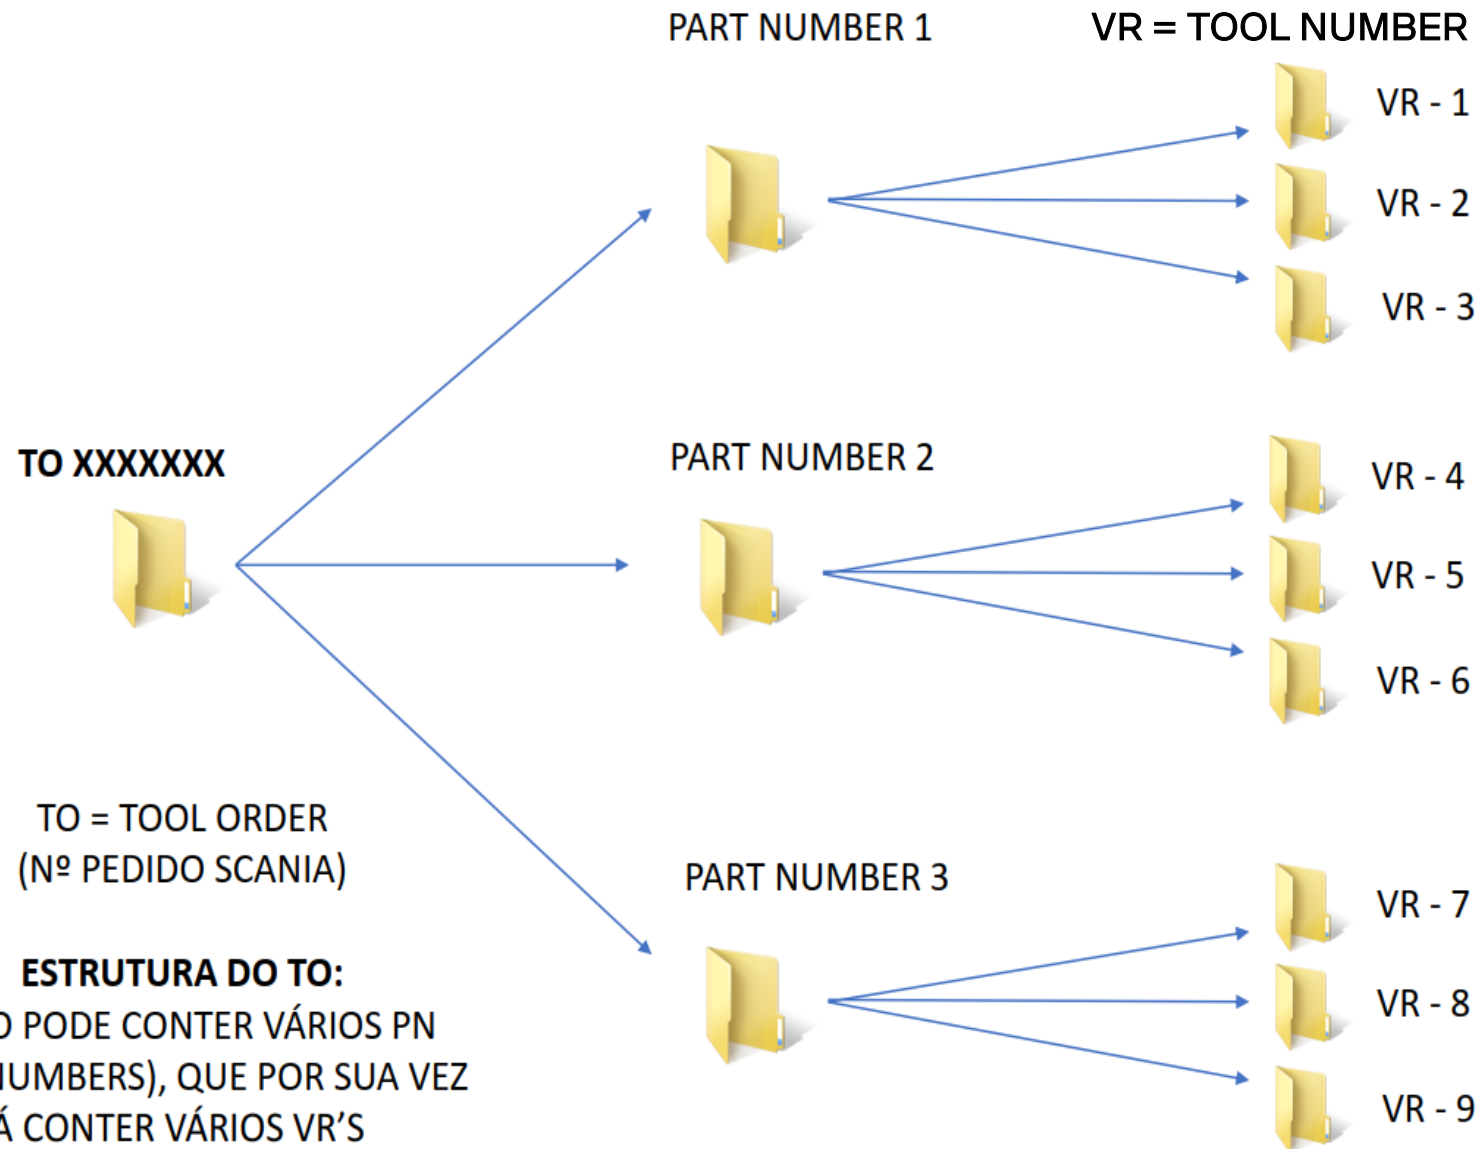 PART NUMBER 1
VR = TOOL NUMBER
VR - 1
VR - 2
VR - 3
TO XXXXXXX
PART NUMBER 2
VR - 4
VR - 5
VR - 6
TO = TOOL ORDER
(Nº PEDIDO SCANIA)
PART NUMBER 3
VR - 7
VR - 8
VR - 9
ESTRUTURA DO TO:
PODE CONTER VÁRIOS PN
QUE POR SUA VEZ
CONTER VÁRIOS VR’S